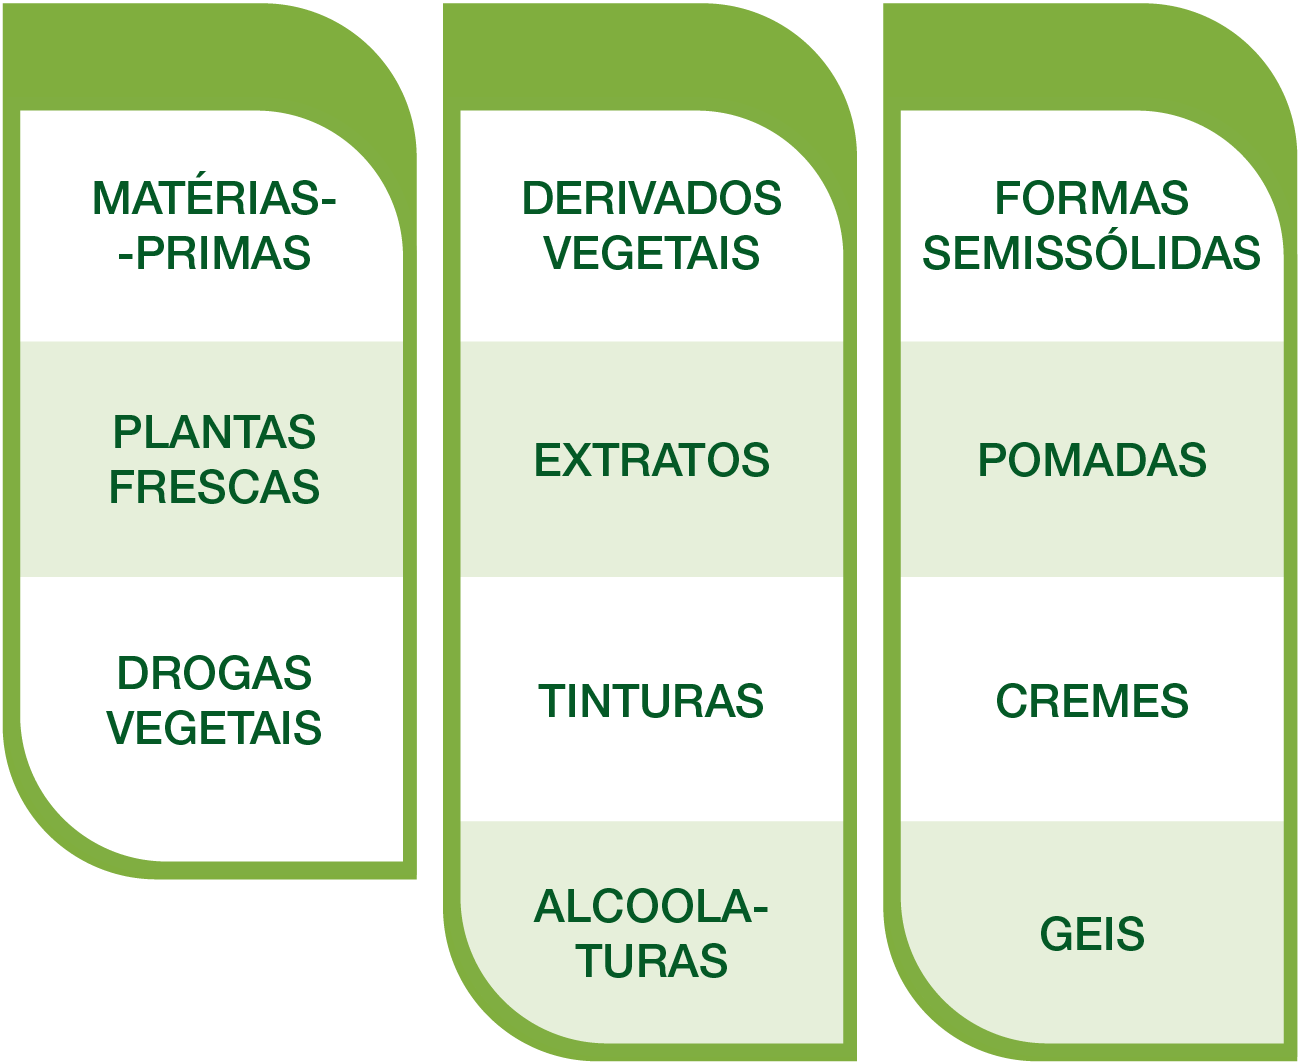 MATÉRIAS-
-PRIMAS
PLANTAS
FRESCAS
DROGAS
VEGETAIS
DERIVADOS
VEGETAIS
EXTRATOS
TINTURAS
ALCOOLA-
TURAS
FORMAS
SEMISSÓLIDAS
POMADAS
CREMES
GEIS